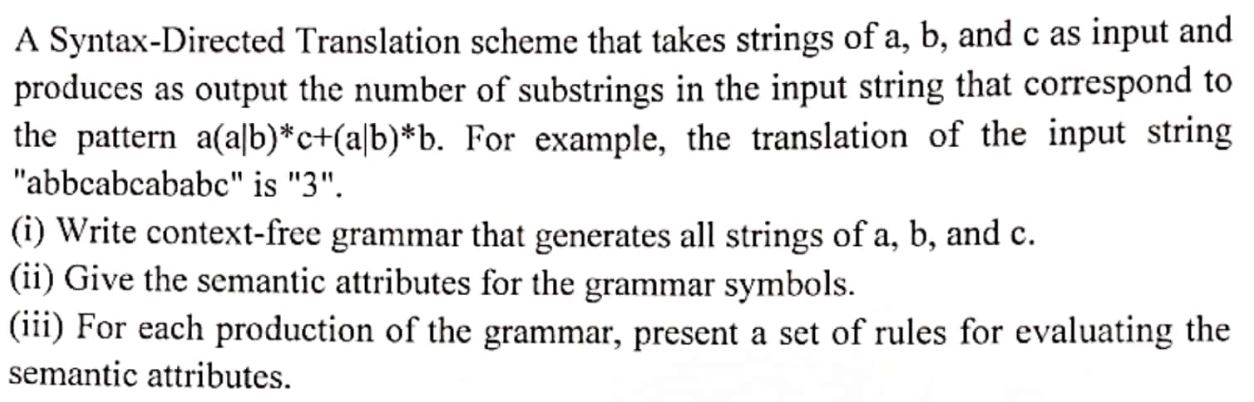 A Syntax-Directed Translation scheme that takes strings of a, b, and c as input and
produces as output the number of substrings in the input string that correspond to
the pattern a(a|b)*c+(a|b)*b. For example, the translation of the input string
"abbcabcababc" is "3".
(i) Write context-free grammar that generates all strings of a, b, and c.
(ii) Give the semantic attributes for the grammar symbols.
(iii) For each production of the grammar, present a set of rules for evaluating the
semantic attributes.